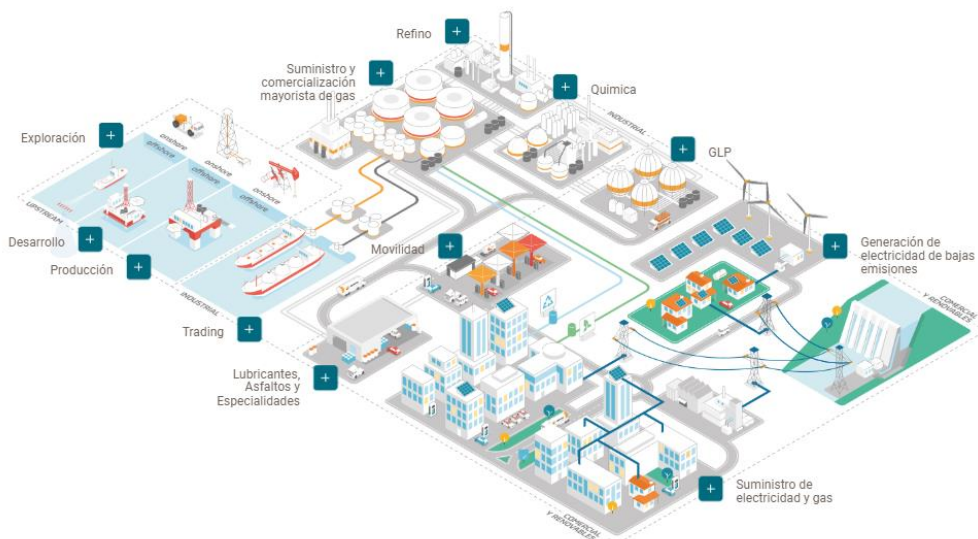 Refino
Suministro y
comercialización
mayorista de gas
Quimica
INDUSTRIAL
Exploración
onshore
offshore
onshore
offshore
onshore
offshore
GLP
UPSTREAM
Desarrollo
Producción
Movilidad
Generación de
electricidad de bajas
emisiones
INDUSTRIAL
Trading
COMERCIAL
Y RENOVABLES
Lubricantes,
Asfaltos y
Especialidades
Suministro de
electricidad y gas
COMERCIAL
Y RENOVABLES